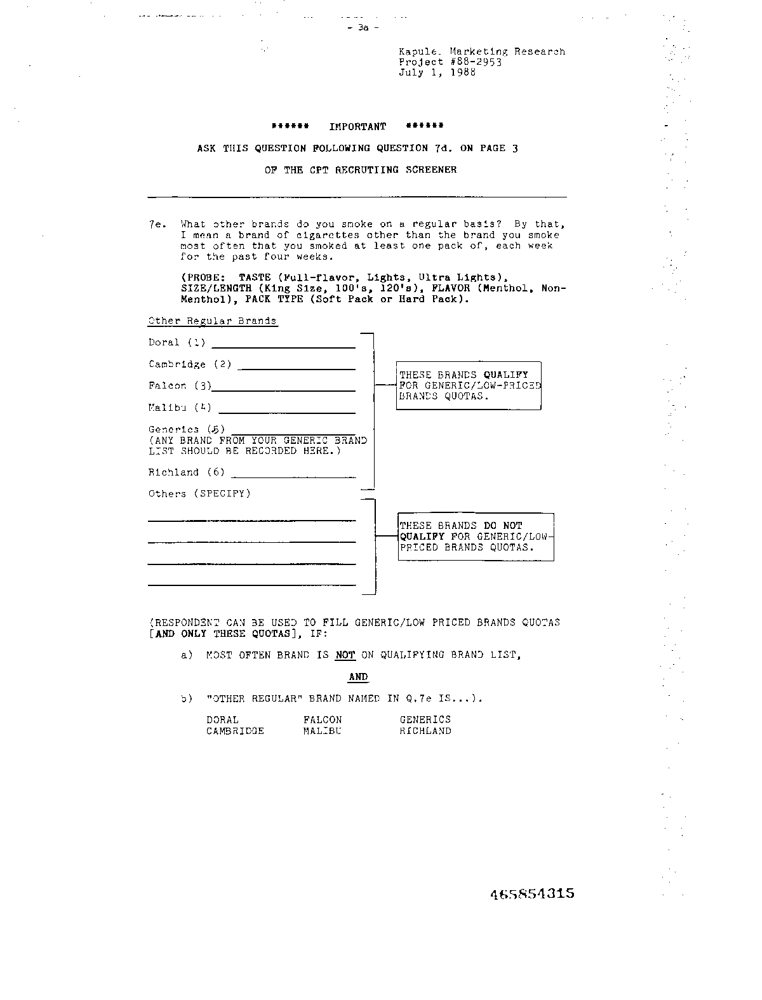 - 3a -
Kapule. Marketing Research
Project #88-2953
July 1, 1988
****** IMPORTANT ******
ASK THIS QUESTION FOLLOWING QUESTION 7d. ON PAGE 3
OF THE CPT RECRUTIING SCREENER
7e. What other brands do you smoke on a regular basis? By that,
I mean a brand of cigarettes other than the brand you smoke
most often that you smoked at least one pack of, each week
for the past four weeks.
(PROBE: TASTE (Full-flavor, Lights, Ultra Lights),
SIZE/LENGTH (King Size, 100's, 120's), FLAVOR (Menthol, Non-
Menthol), PACK TYPE (Soft Pack or Hard Pack).
Other Regular Brands
Doral (1)
Cambridge (2)
Falcon (3)
Malibu (4)
Generics (5)
(ANY BRAND FROM YOUR GENERIC BRAND
LIST SHOULD BE RECORDED HERE.)
Richland (6)
THESE BRANDS QUALIFY
FOR GENERIC/LOW-PRICED
BRANDS QUOTAS.
Others (SPECIFY)
THESE BRANDS DO NOT
QUALIFY FOR GENERIC/LOW-
PRICED BRANDS QUOTAS.
(RESPONDENT CAN BE USED TO FILL GENERIC/LOW PRICED BRANDS QUOTAS
[AND ONLY THESE QUOTAS], IF:
a) MOST OFTEN BRAND IS NOT ON QUALIFYING BRAND LIST,
AND
b) "OTHER REGULAR" BRAND NAMED IN Q.7e IS...).
DORAL FALCON GENERICS
CAMBRIDGE MALIBU RICHLAND
465854315